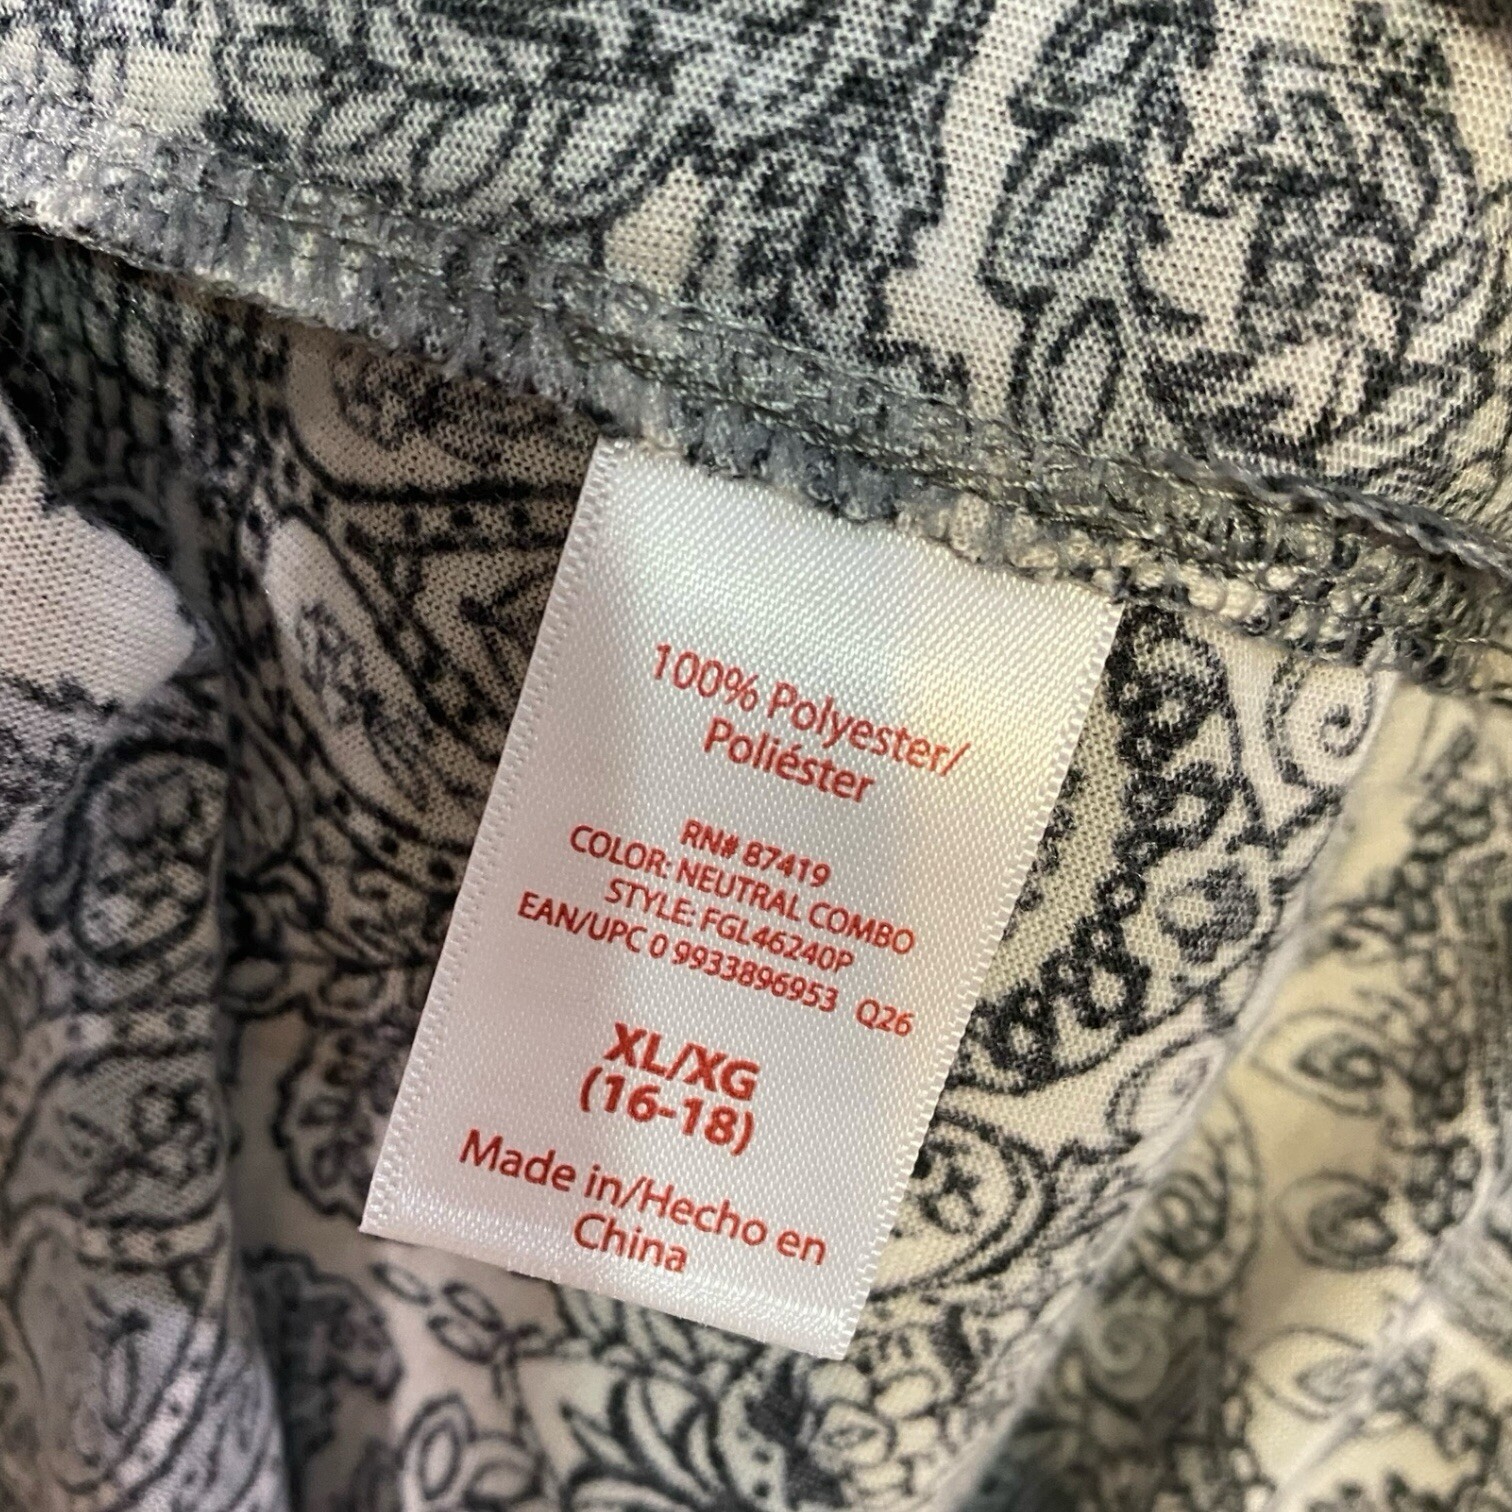 100% Polyester/
Poliéster
RN# 87419
COLOR: NEUTRAL COMBO
STYLE: FGL46240P
EAN/UPC 0 9933896953 Q26
XL/XG
(16-18)
Made in/Hecho en
China